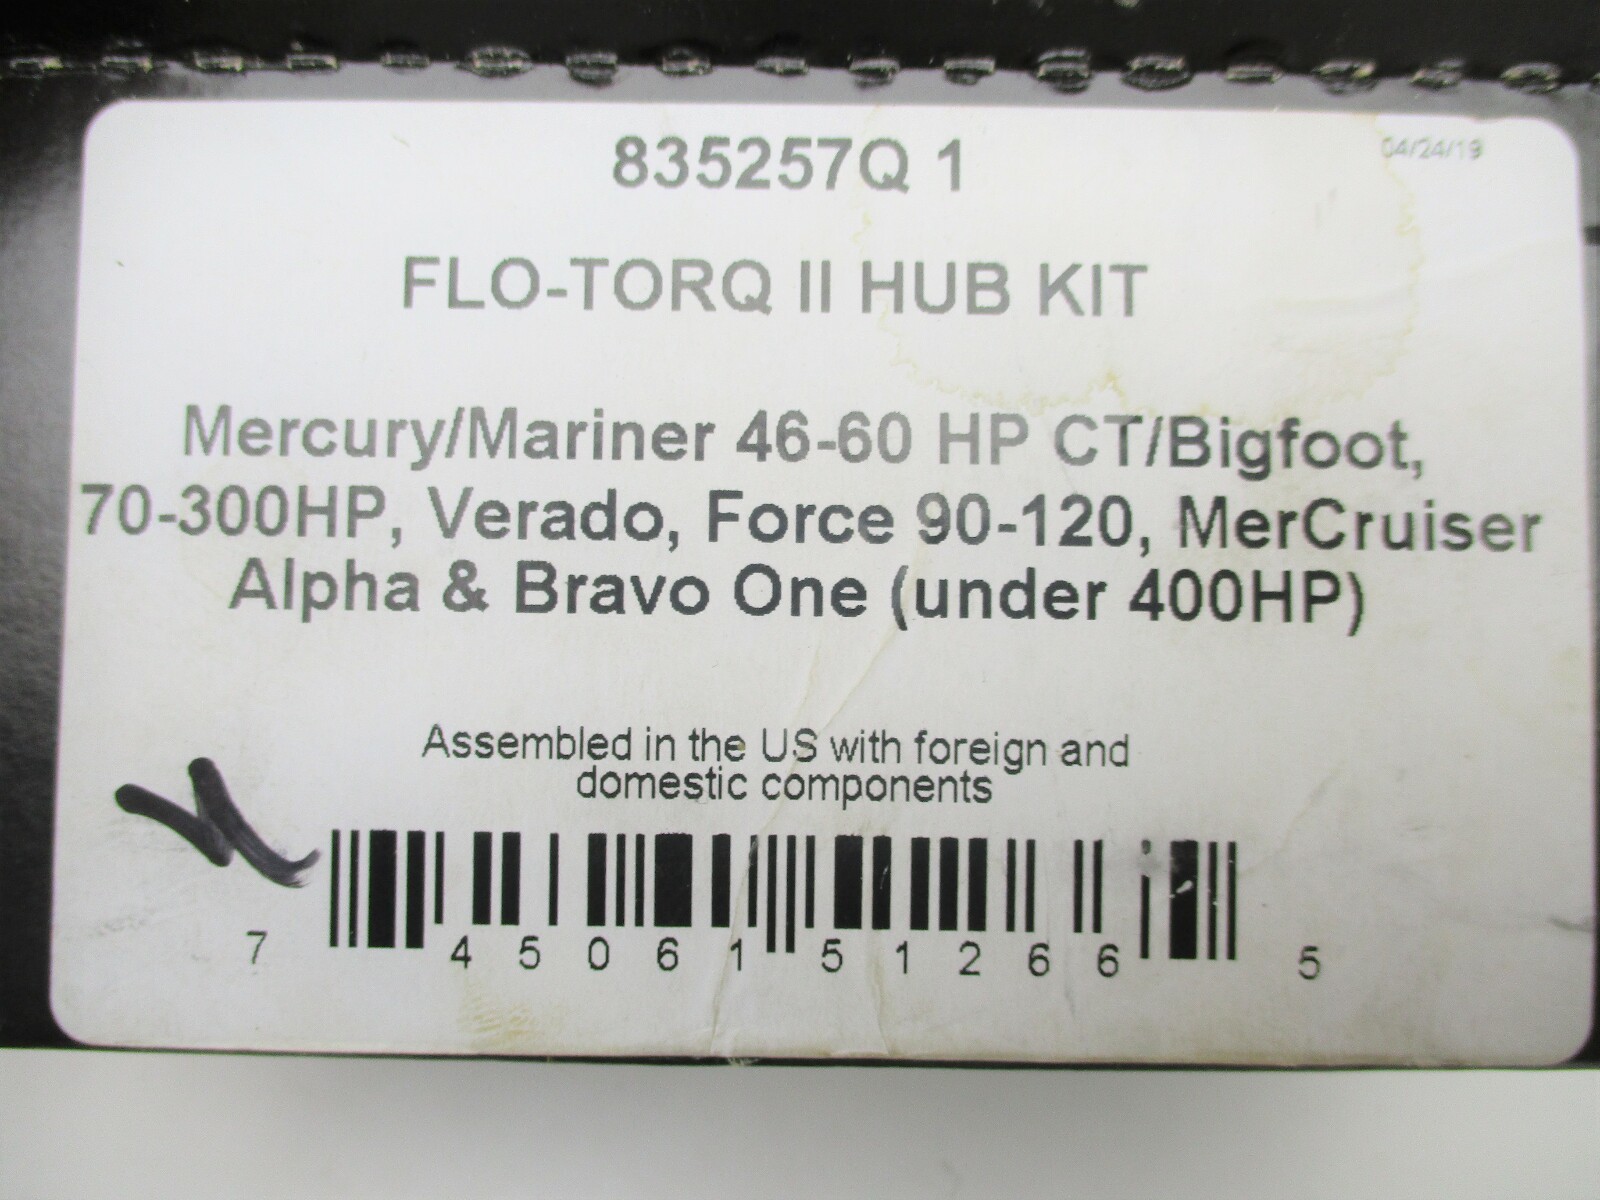 835257Q 1
04/24/19
FLO-TORQ II HUB KIT
Mercury/Mariner 46-60 HP CT/Bigfoot,
70-300HP, Verado, Force 90-120, MerCruiser
Alpha & Bravo One (under 400HP)
Assembled in the US with foreign and
domestic components
7 45061 51266 5